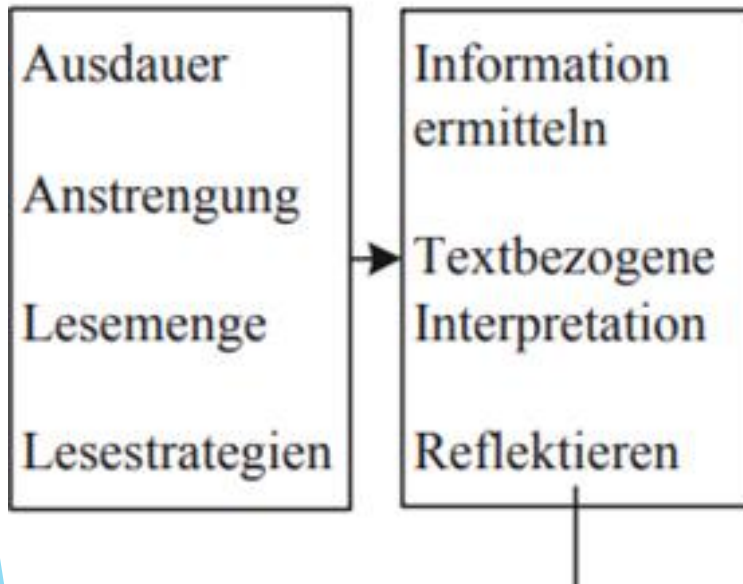 Ausdauer
Anstrengung
Lesemenge
Lesestrategien
Information
ermitteln
Textbezogene
Interpretation
Reflektieren